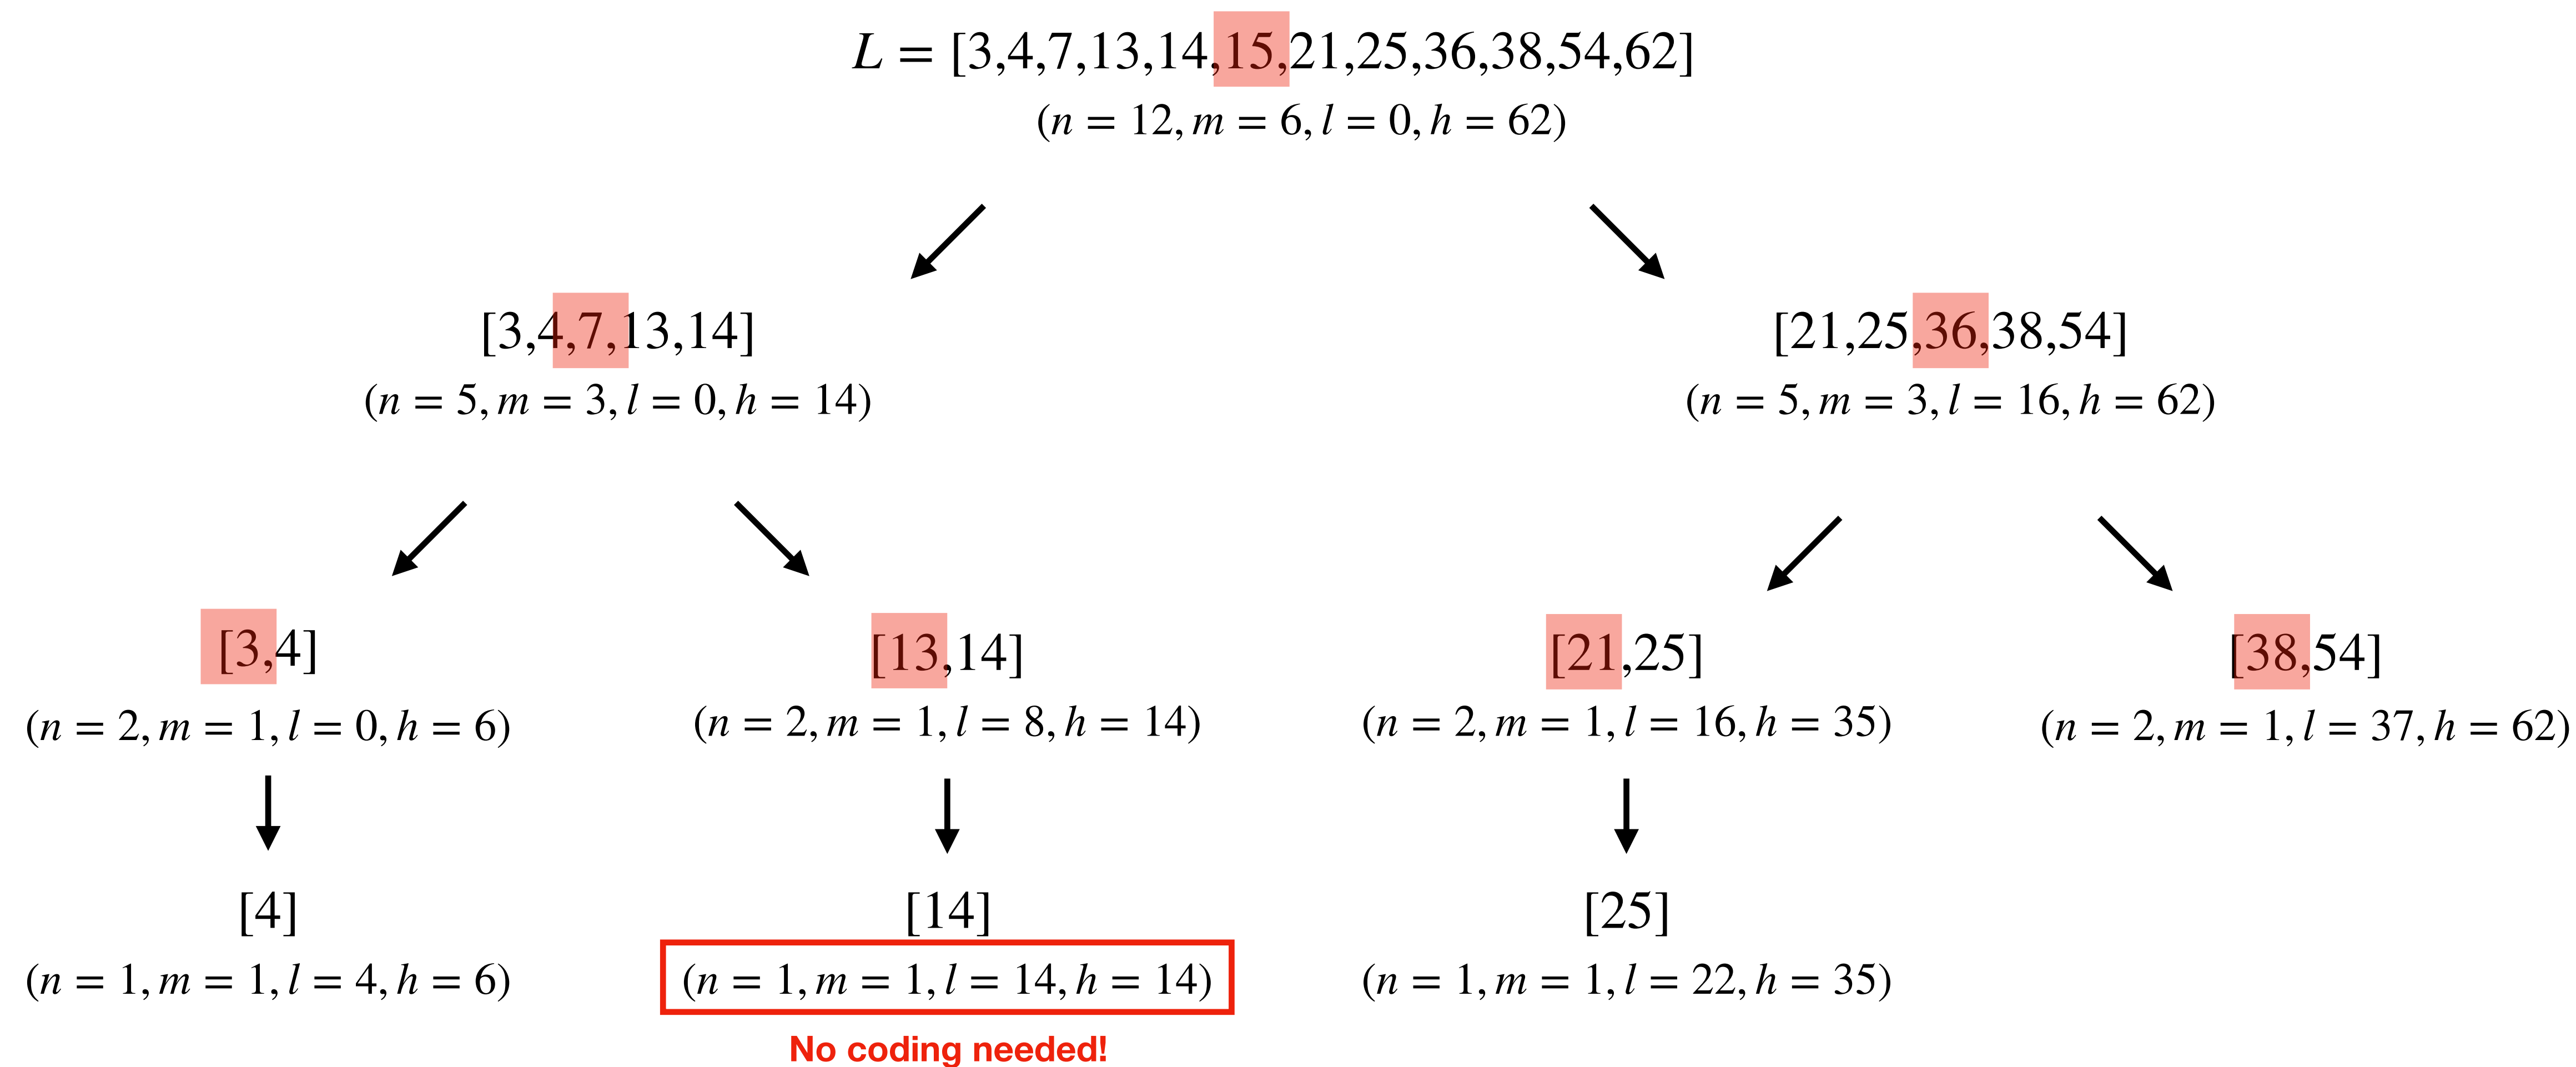 L = [3,4,7,13,14,15,21,25,36,38,54,62]
(n = 12, m = 6, l = 0, h = 62)
[3,4,7,13,14]
(n = 5, m = 3, l = 0, h = 14)
[21,25,36,38,54]
(n = 5, m = 3, l = 16, h = 62)
[3,4]
(n = 2, m = 1, l = 0, h = 6)
[13,14]
(n = 2, m = 1, l = 8, h = 14)
[21,25]
(n = 2, m = 1, l = 16, h = 35)
[38,54]
(n = 2, m = 1, l = 37, h = 62)
[4]
(n = 1, m = 1, l = 4, h = 6)
[14]
(n = 1, m = 1, l = 14, h = 14)
No coding needed!
[25]
(n = 1, m = 1, l = 22, h = 35)